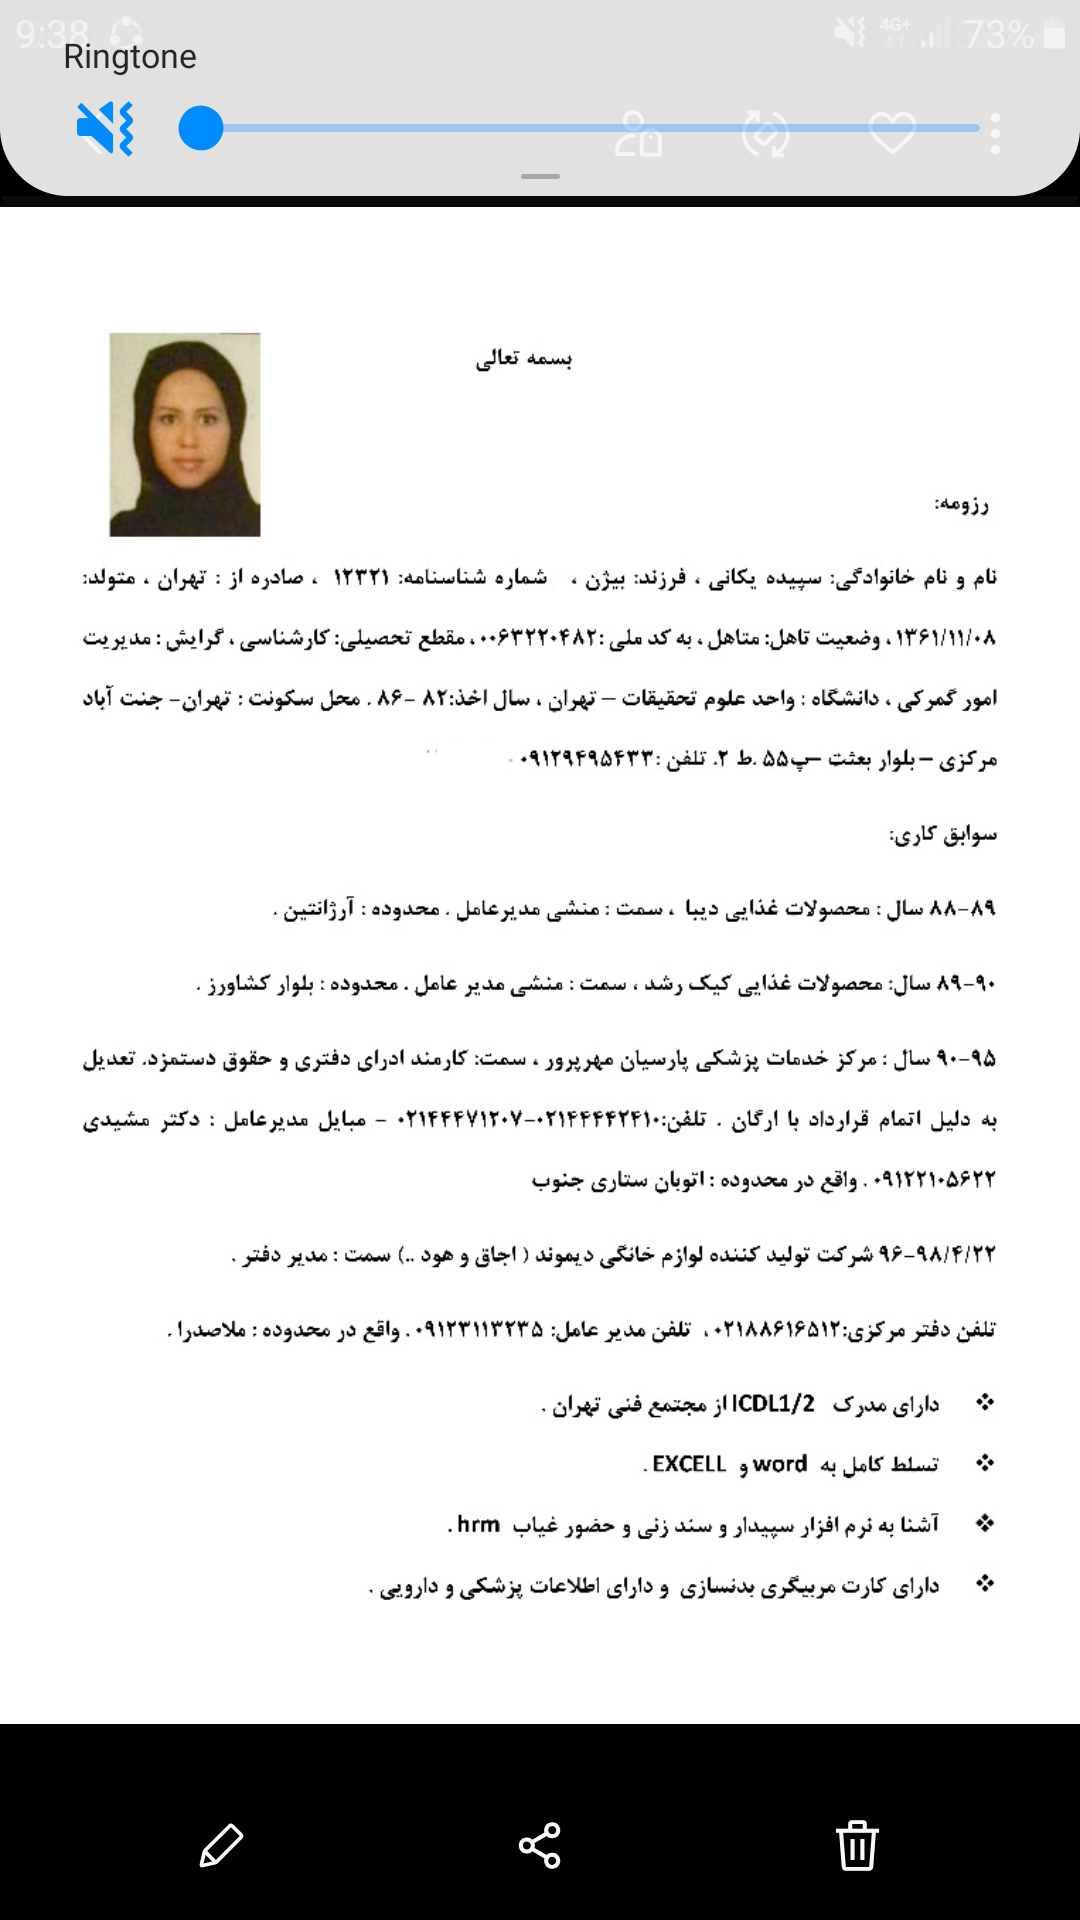 9:38
4G+
73%
Ringtone
بسمه تعالی
رزومه:
نام و نام خانوادگی: سپیده یکانی ، فرزند: بیژن ، شماره شناسنامه: ۱۲۳۲۱ ، صادره از : تهران ، متولد:
۱۳۶۱/۱۱/۰۸ ، وضعیت تاهل: متاهل ، به کد ملی :۰۰۶۳۲۲۰۴۸۲ ، مقطع تحصیلی: کارشناسی ، گرایش : مدیریت
امور گمرکی ، دانشگاه : واحد علوم تحقیقات – تهران ، سال اخذ:۸۲ -۸۶ . محل سکونت : تهران- جنت آباد
مرکزی – بلوار بعثت –پ۵۵ .ط ۲. تلفن :۰۹۱۲۹۴۹۵۴۳۳
سوابق کاری:
۸۸-۸۹ سال : محصولات غذایی دیبا ، سمت : منشی مدیرعامل . محدوده : آرژانتین .
۸۹-۹۰ سال: محصولات غذایی کیک رشد ، سمت : منشی مدیر عامل . محدوده : بلوار کشاورز .
۹۰-۹۵ سال : مرکز خدمات پزشکی پارسیان مهرپرور ، سمت: کارمند ادرای دفتری و حقوق دستمزد. تعدیل
به دلیل اتمام قرارداد با ارگان . تلفن:۰۲۱۴۴۴۴۲۴۱۰-۰۲۱۴۴۴۷۱۲۰۷ - مبایل مدیرعامل : دکتر مشیدی
۰۹۱۲۲۱۰۵۶۲۲ . واقع در محدوده : اتوبان ستاری جنوب
۹۶-۹۸/۴/۲۲ شرکت تولید کننده لوازم خانگی دیموند ( اجاق و هود ..) سمت : مدیر دفتر .
تلفن دفتر مرکزی:۰۲۱۸۸۶۱۶۵۱۲ ، تلفن مدیر عامل: ۰۹۱۲۳۱۱۳۲۳۵ . واقع در محدوده : ملاصدرا .
❖ دارای مدرک ICDL1/2 از مجتمع فنی تهران .
❖ تسلط کامل به word و EXCELL .
❖ آشنا به نرم افزار سپیدار و سند زنی و حضور غیاب hrm .
❖ دارای کارت مربیگری بدنسازی و دارای اطلاعات پزشکی و دارویی .